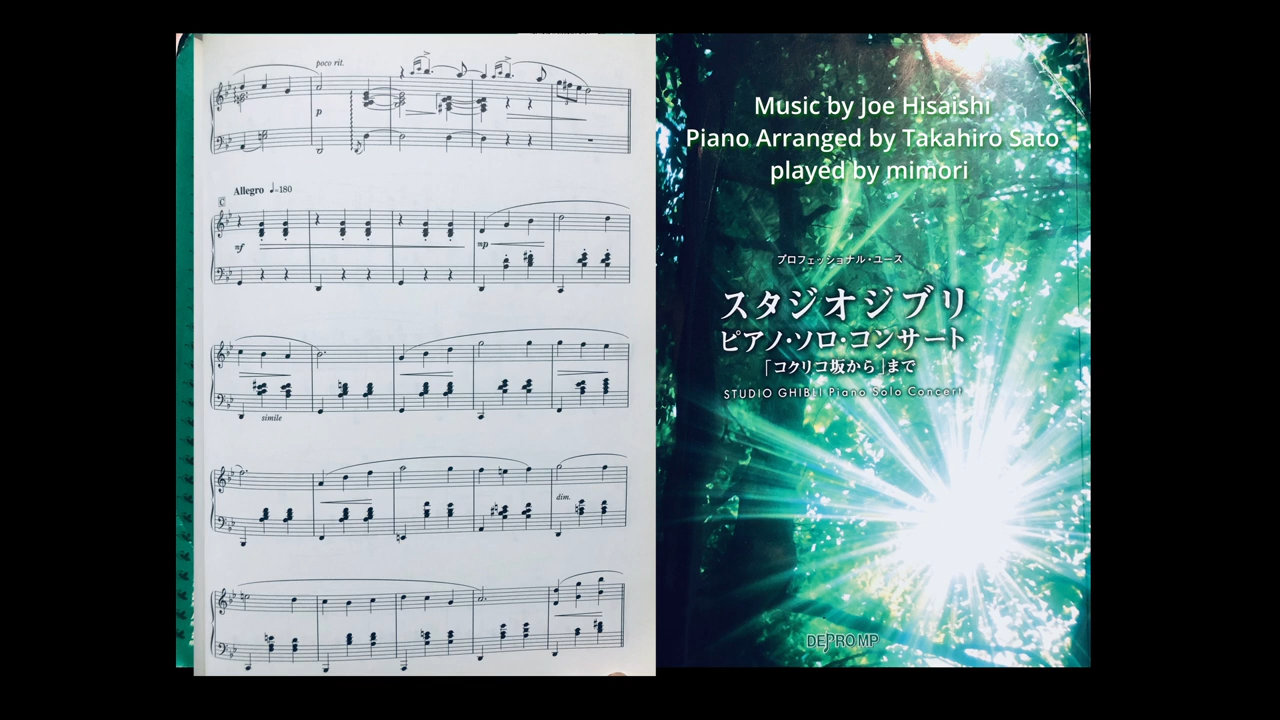 poco rit.
p
Allegro ♩=180
C
mf
mp
simile
dim.
Music by Joe Hisaishi
Piano Arranged by Takahiro Sato
played by mimori
プロフェッショナル・ユース
スタジオジブリ
ピアノ・ソロ・コンサート
「コクリコ坂から」まで
STUDIO GHIBLI Piano Solo Concert
DEPRO MP